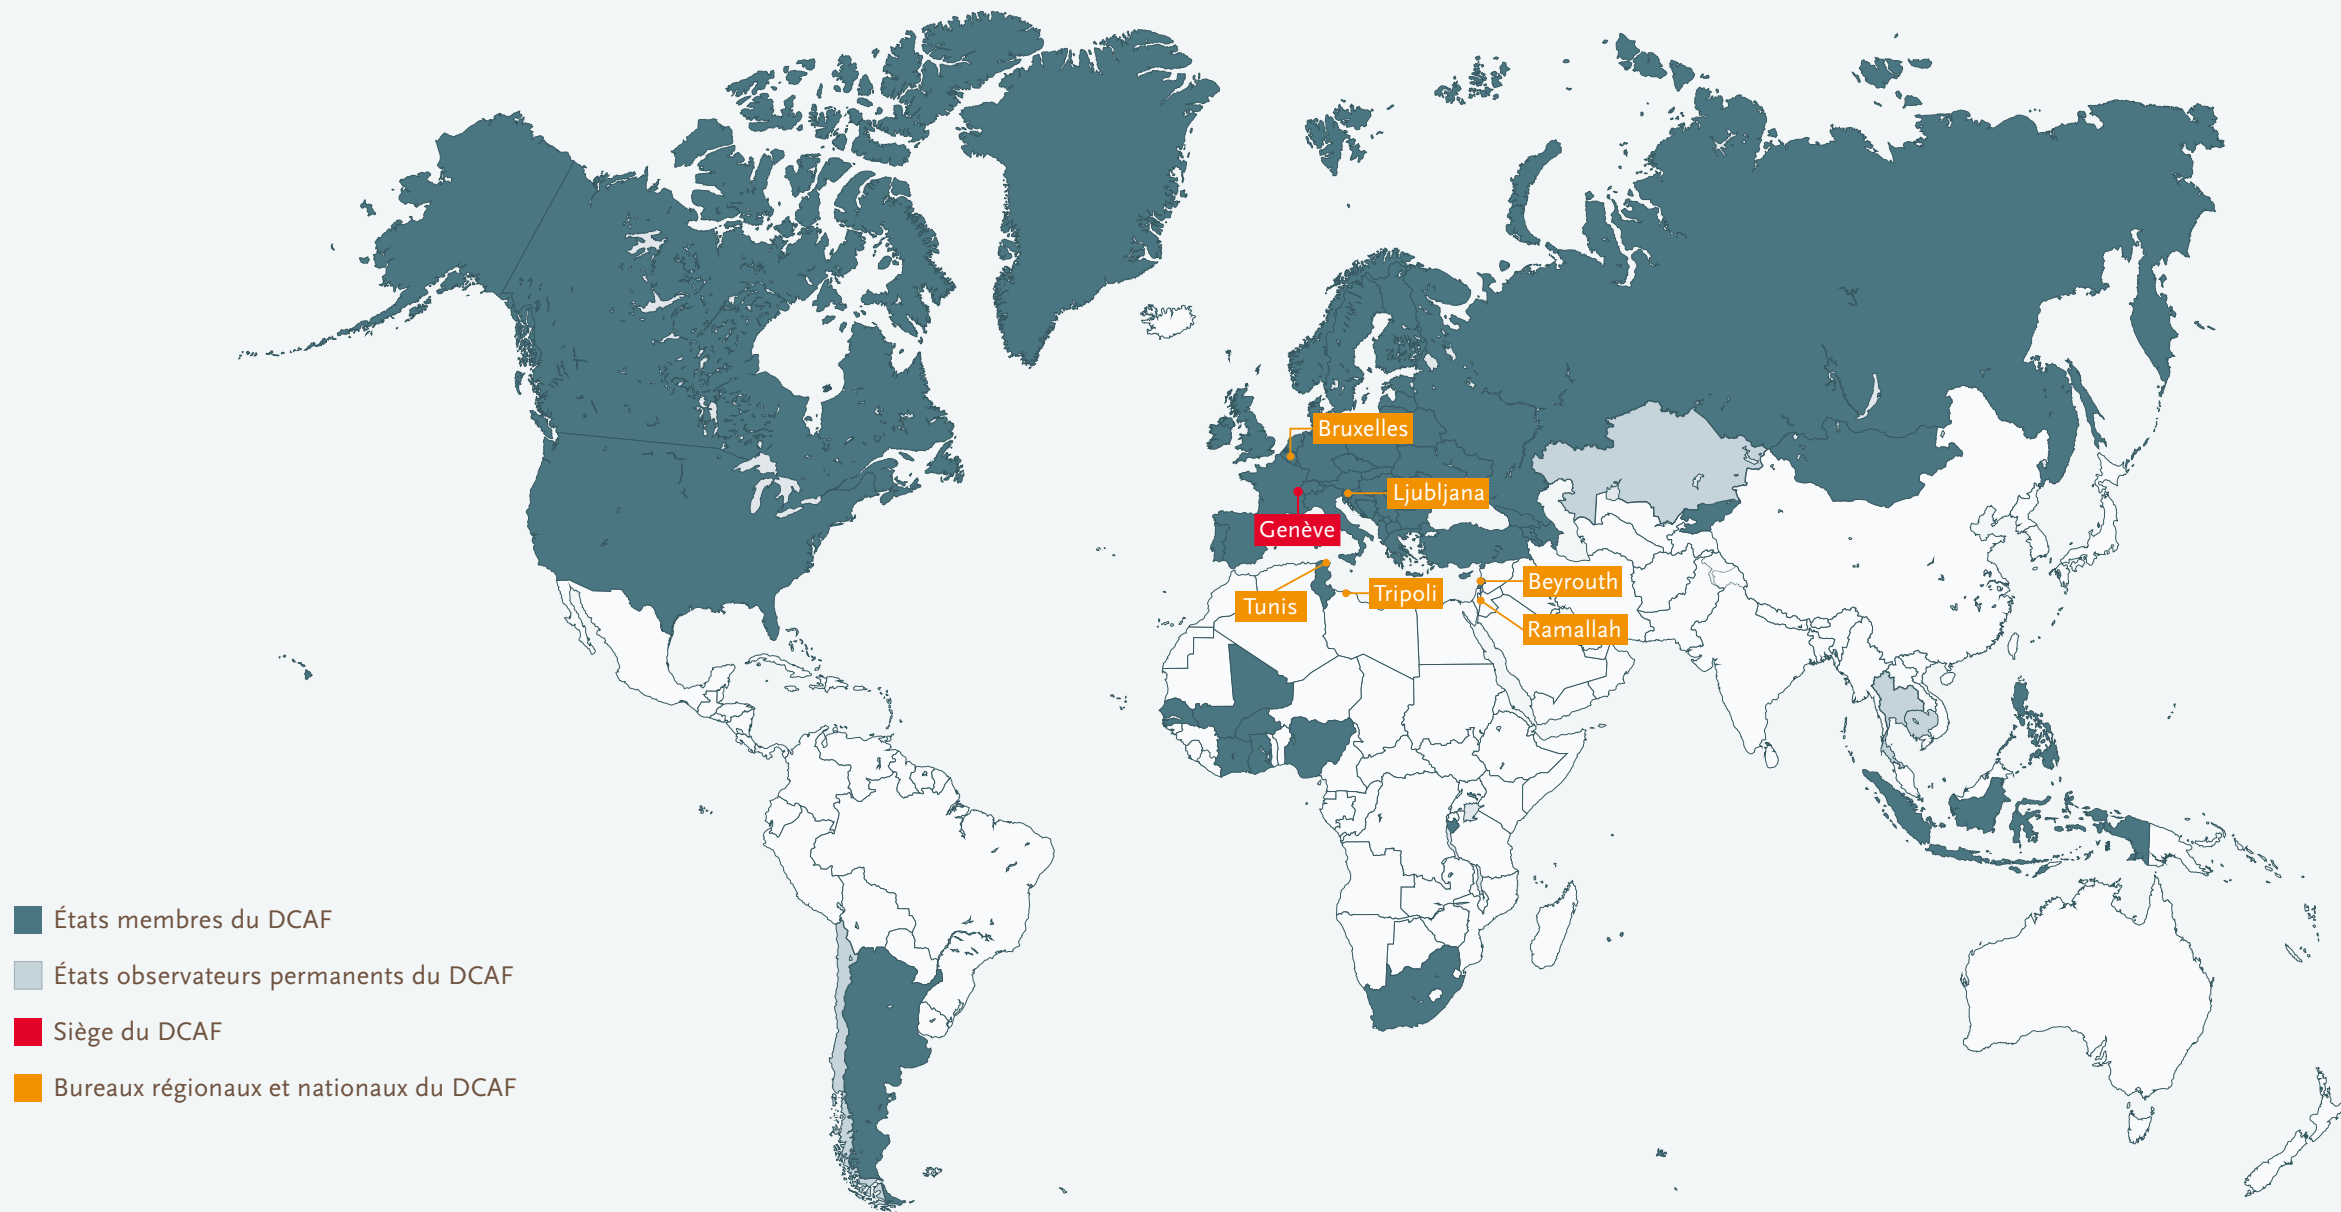 Bruxelles
Ljubljana
Genève
Beyrouth
Tripoli
Tunis
Ramallah
États membres du DCAF
États observateurs permanents du DCAF
Siège du DCAF
Bureaux régionaux et nationaux du DCAF